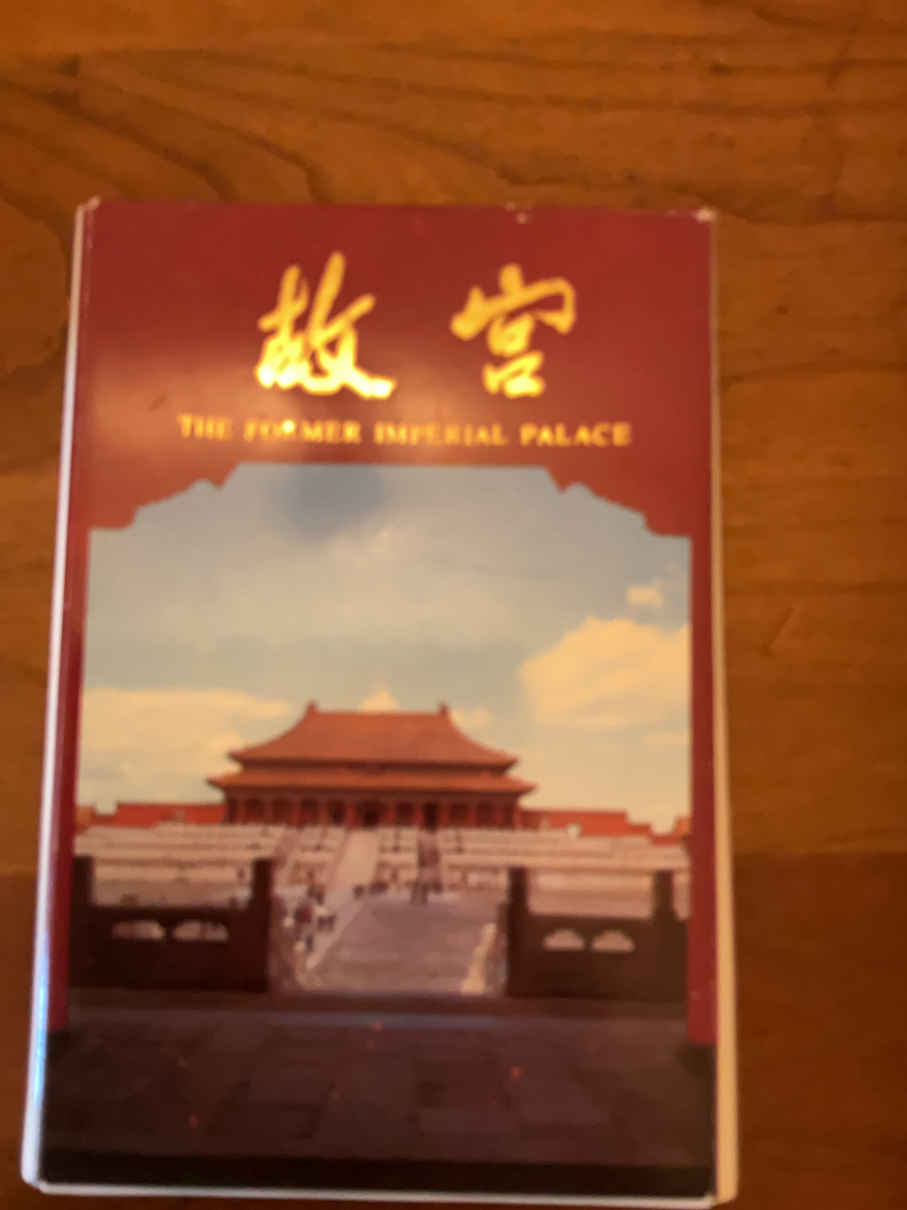 故宫
THE FORMER IMPERIAL PALACE